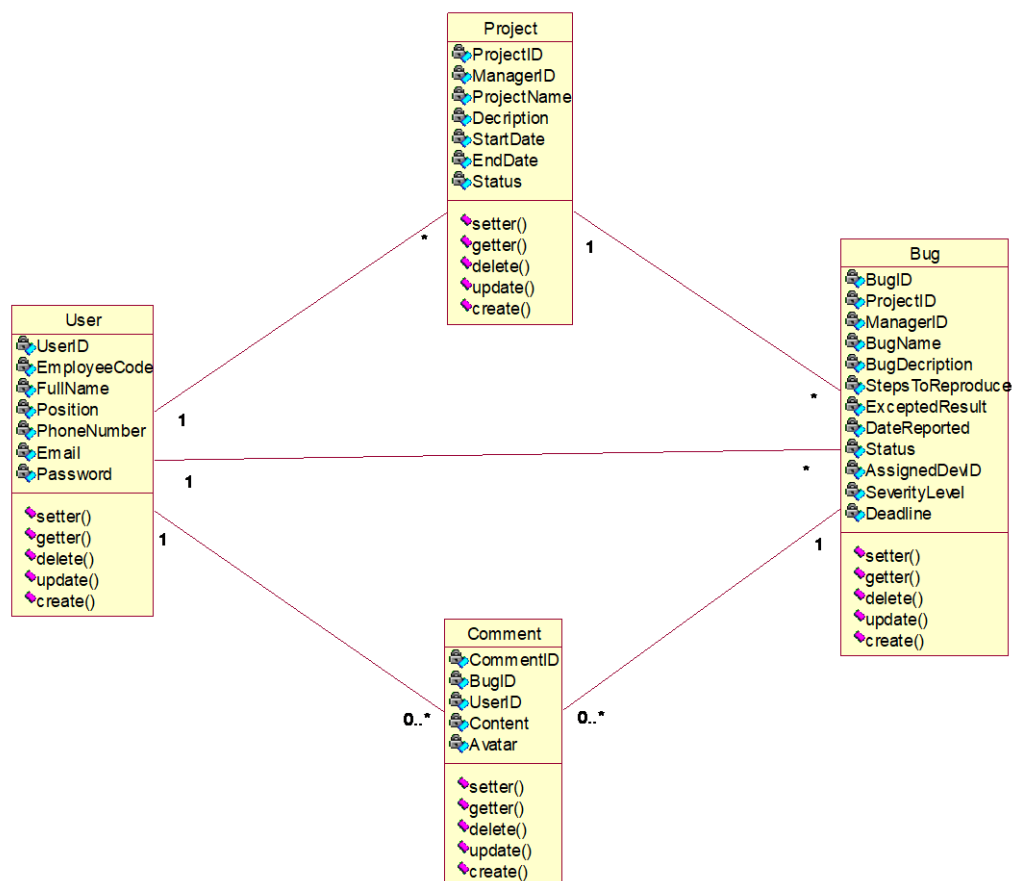 Project
ProjectID
ManagerID
ProjectName
Decription
StartDate
EndDate
Status
setter()
getter()
delete()
update()
create()
*
1
Bug
BugID
ProjectID
ManagerID
BugName
BugDecription
StepsToReproduce
ExceptedResult
DateReported
Status
AssignedDevID
SeverityLevel
Deadline
setter()
getter()
delete()
update()
create()
*
*
1
User
UserID
EmployeeCode
FullName
Position
PhoneNumber
Email
Password
setter()
getter()
delete()
update()
create()
1
1
1
Comment
CommentID
BugID
UserID
Content
Avatar
setter()
getter()
delete()
update()
create()
0..*
0..*